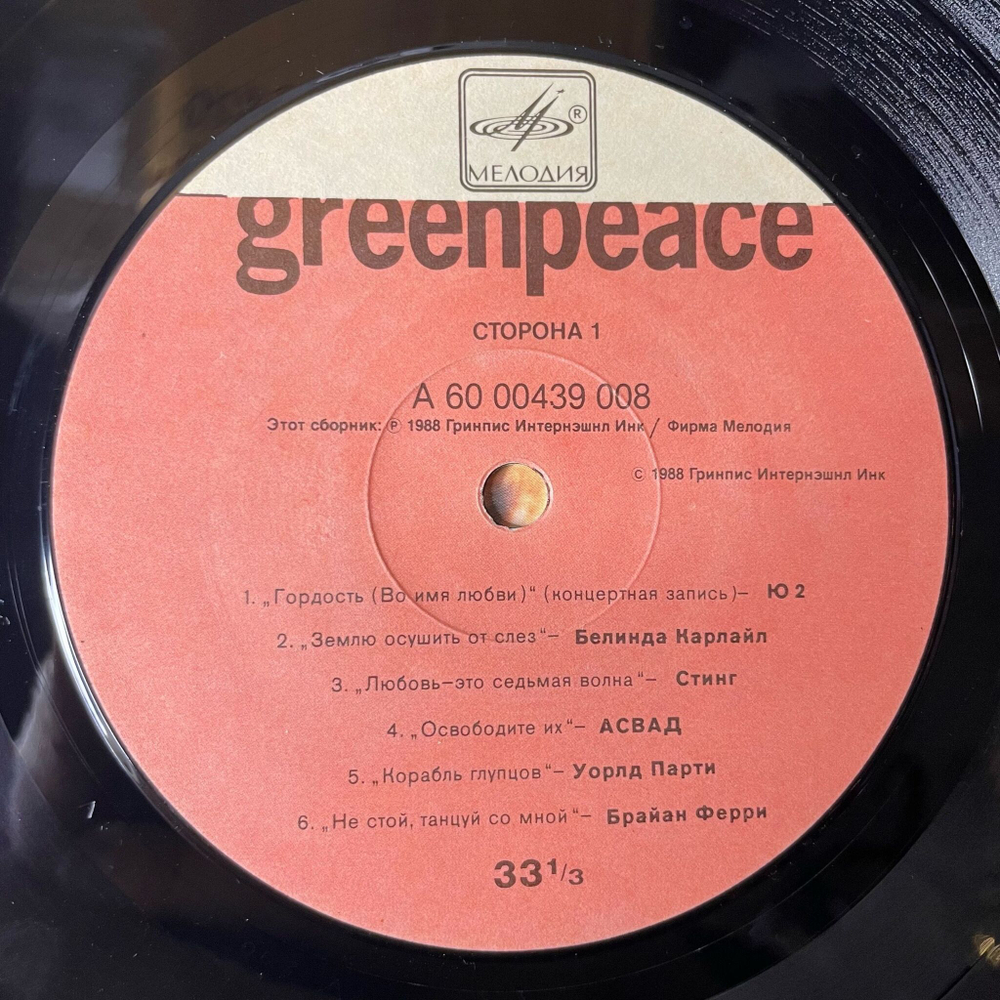 МЕЛОДИЯ ®
greenpeace
СТОРОНА 1
А 60 00439 008
Этот сборник: ℗ 1988 Гринпис Интернэшнл Инк / Фирма Мелодия
© 1988 Гринпис Интернэшнл Инк
1. „Гордость (Во имя любви)“ (концертная запись)– Ю 2
2. „Землю осушить от слез“– Белинда Карлайл
3. „Любовь–это седьмая волна“– Стинг
4. „Освободите их“– АСВАД
5. „Корабль глупцов“– Уорлд Парти
6. „Не стой, танцуй со мной“– Брайан Ферри
33 1/3